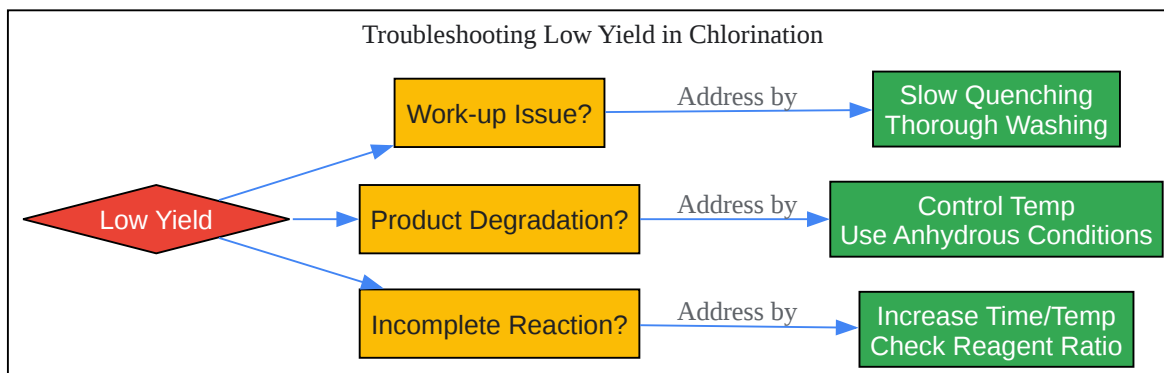 Troubleshooting Low Yield in Chlorination
Low Yield
Work-up Issue?
Address by
Slow Quenching
Thorough Washing
Product Degradation?
Address by
Control Temp
Use Anhydrous Conditions
Incomplete Reaction?
Address by
Increase Time/Temp
Check Reagent Ratio